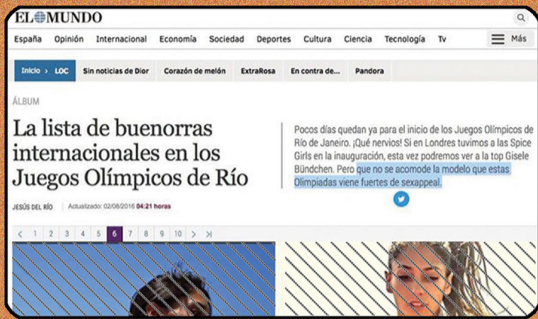 EL MUNDO
España Opinión Internacional Economía Sociedad Deportes Cultura Ciencia Tecnología Tv Más
Inicio › LOC Sin noticias de Dior Corazón de melón ExtraRosa En contra de... Pandora
ÁLBUM
La lista de buenorras
internacionales en los
Juegos Olímpicos de Río
JESÚS DEL RÍO Actualizado: 02/08/2016 04:21 horas
Pocos días quedan ya para el inicio de los Juegos Olímpicos de
Río de Janeiro. ¡Qué nervios! Si en Londres tuvimos a las Spice
Girls en la inauguración, esta vez podremos ver a la top Gisele
Bündchen. Pero que no se acomode la modelo que estas
Olimpiadas viene fuertes de sexappeal.
< 1 2 3 4 5 6 7 8 9 10 > >|